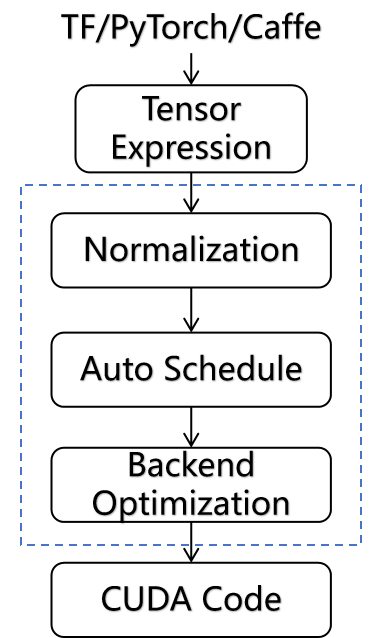 TF/PyTorch/Caffe
Tensor
Expression
Normalization
Auto Schedule
Backend
Optimization
CUDA Code